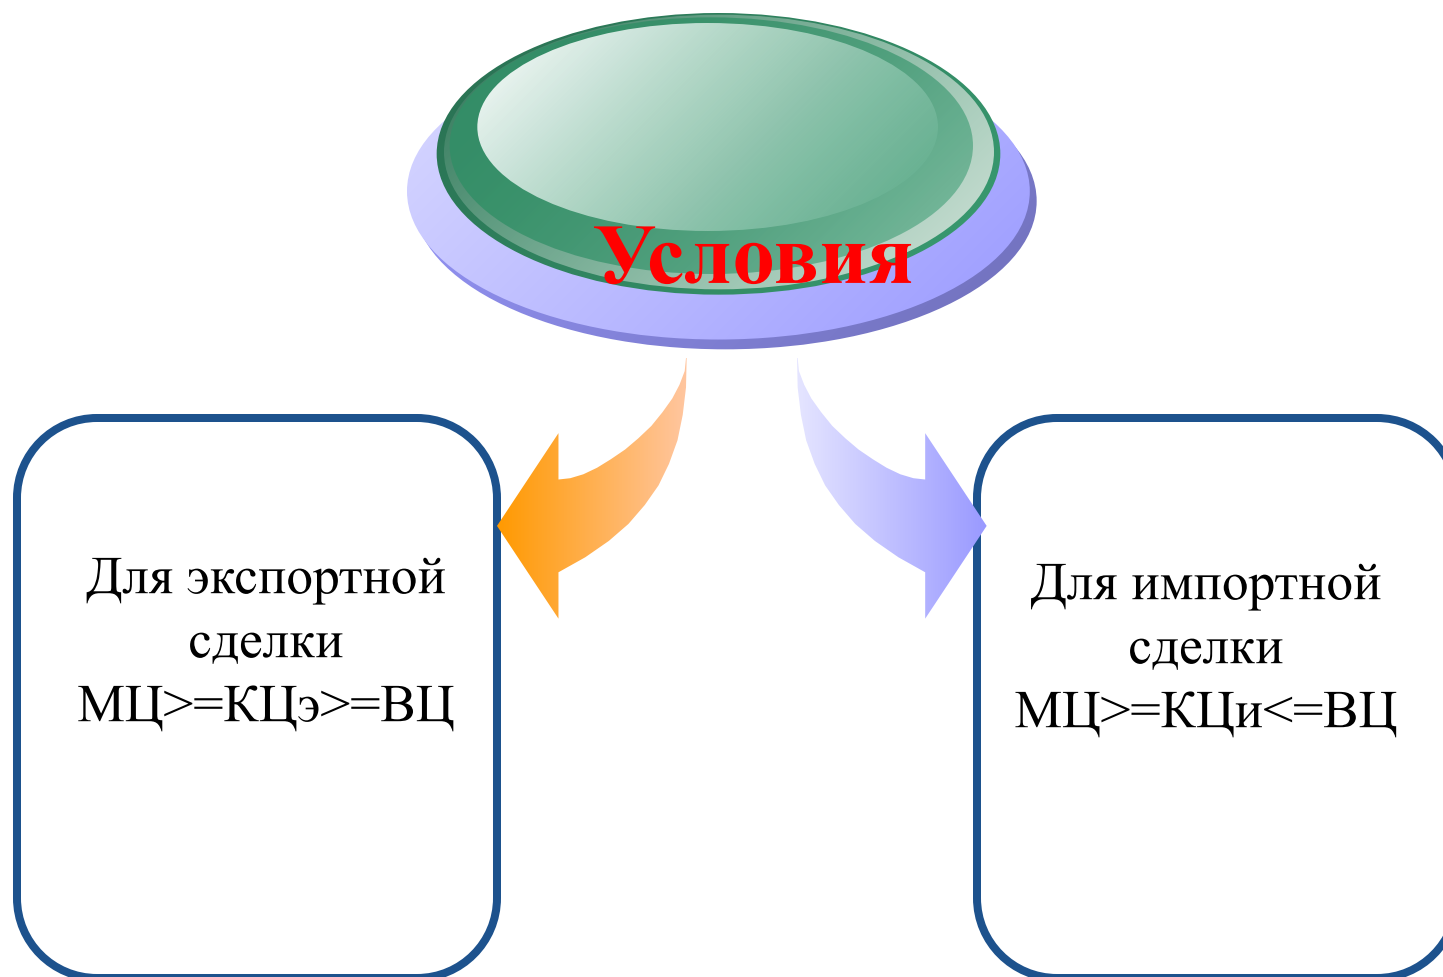 Условия
Для экспортной
сделки
МЦ>=КЦэ>=ВЦ
Для импортной
сделки
МЦ>=КЦи<=ВЦ